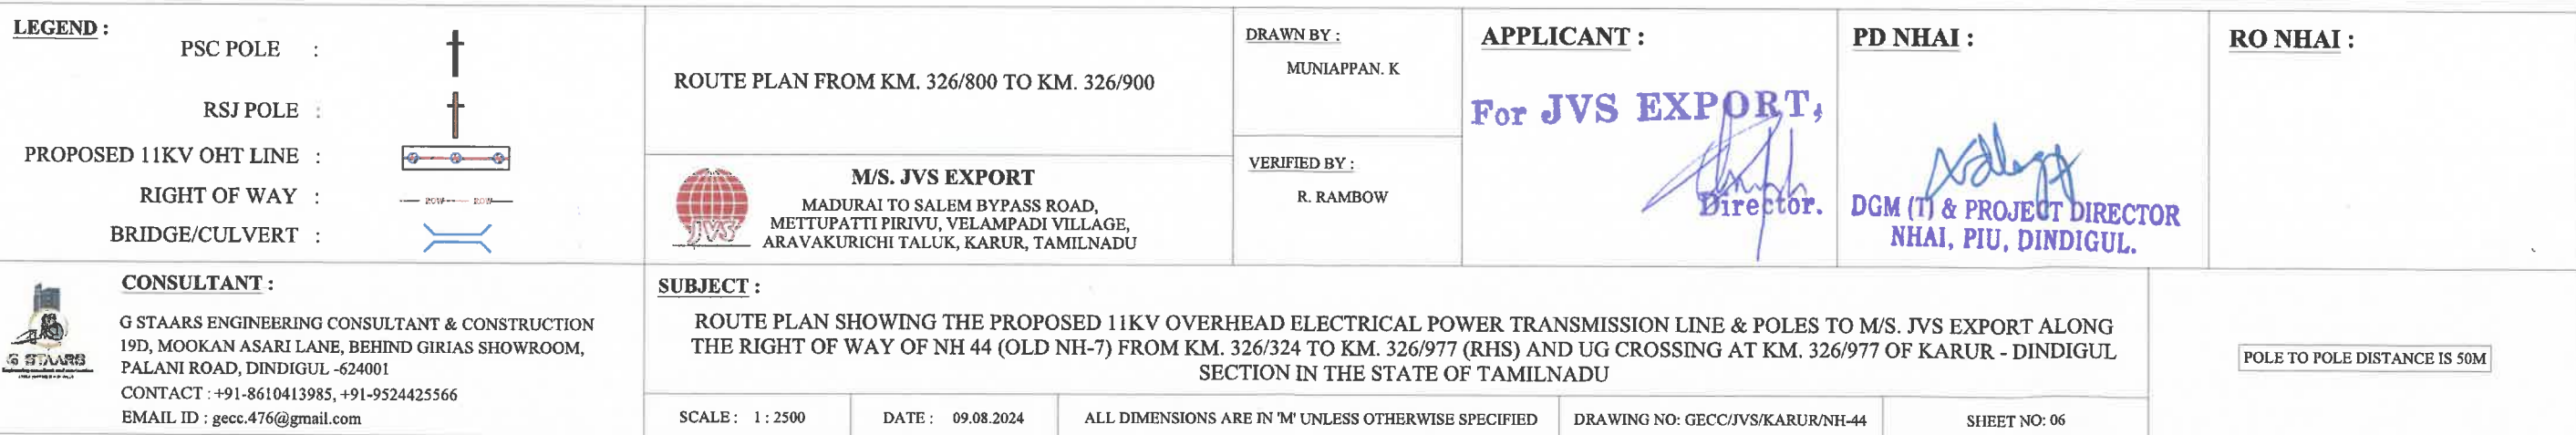 LEGEND :
PSC POLE :
RSJ POLE :
PROPOSED 11KV OHT LINE :
RIGHT OF WAY :
ROW ROW
BRIDGE/CULVERT :
ROUTE PLAN FROM KM. 326/800 TO KM. 326/900
JVS
M/S. JVS EXPORT
MADURAI TO SALEM BYPASS ROAD,
METTUPATTI PIRIVU, VELAMPADI VILLAGE,
ARAVAKURICHI TALUK, KARUR, TAMILNADU
DRAWN BY :
MUNIAPPAN. K
VERIFIED BY :
R. RAMBOW
APPLICANT :
For JVS EXPORT,
Director.
PD NHAI :
DGM (T) & PROJECT DIRECTOR
NHAI, PIU, DINDIGUL.
RO NHAI :
G STAARS
CONSULTANT :
G STAARS ENGINEERING CONSULTANT & CONSTRUCTION
19D, MOOKAN ASARI LANE, BEHIND GIRIAS SHOWROOM,
PALANI ROAD, DINDIGUL -624001
CONTACT : +91-8610413985, +91-9524425566
EMAIL ID : gecc.476@gmail.com
SUBJECT :
ROUTE PLAN SHOWING THE PROPOSED 11KV OVERHEAD ELECTRICAL POWER TRANSMISSION LINE & POLES TO M/S. JVS EXPORT ALONG
THE RIGHT OF WAY OF NH 44 (OLD NH-7) FROM KM. 326/324 TO KM. 326/977 (RHS) AND UG CROSSING AT KM. 326/977 OF KARUR - DINDIGUL
SECTION IN THE STATE OF TAMILNADU
SCALE : 1 : 2500
DATE : 09.08.2024
ALL DIMENSIONS ARE IN 'M' UNLESS OTHERWISE SPECIFIED
DRAWING NO: GECC/JVS/KARUR/NH-44
SHEET NO: 06
POLE TO POLE DISTANCE IS 50M